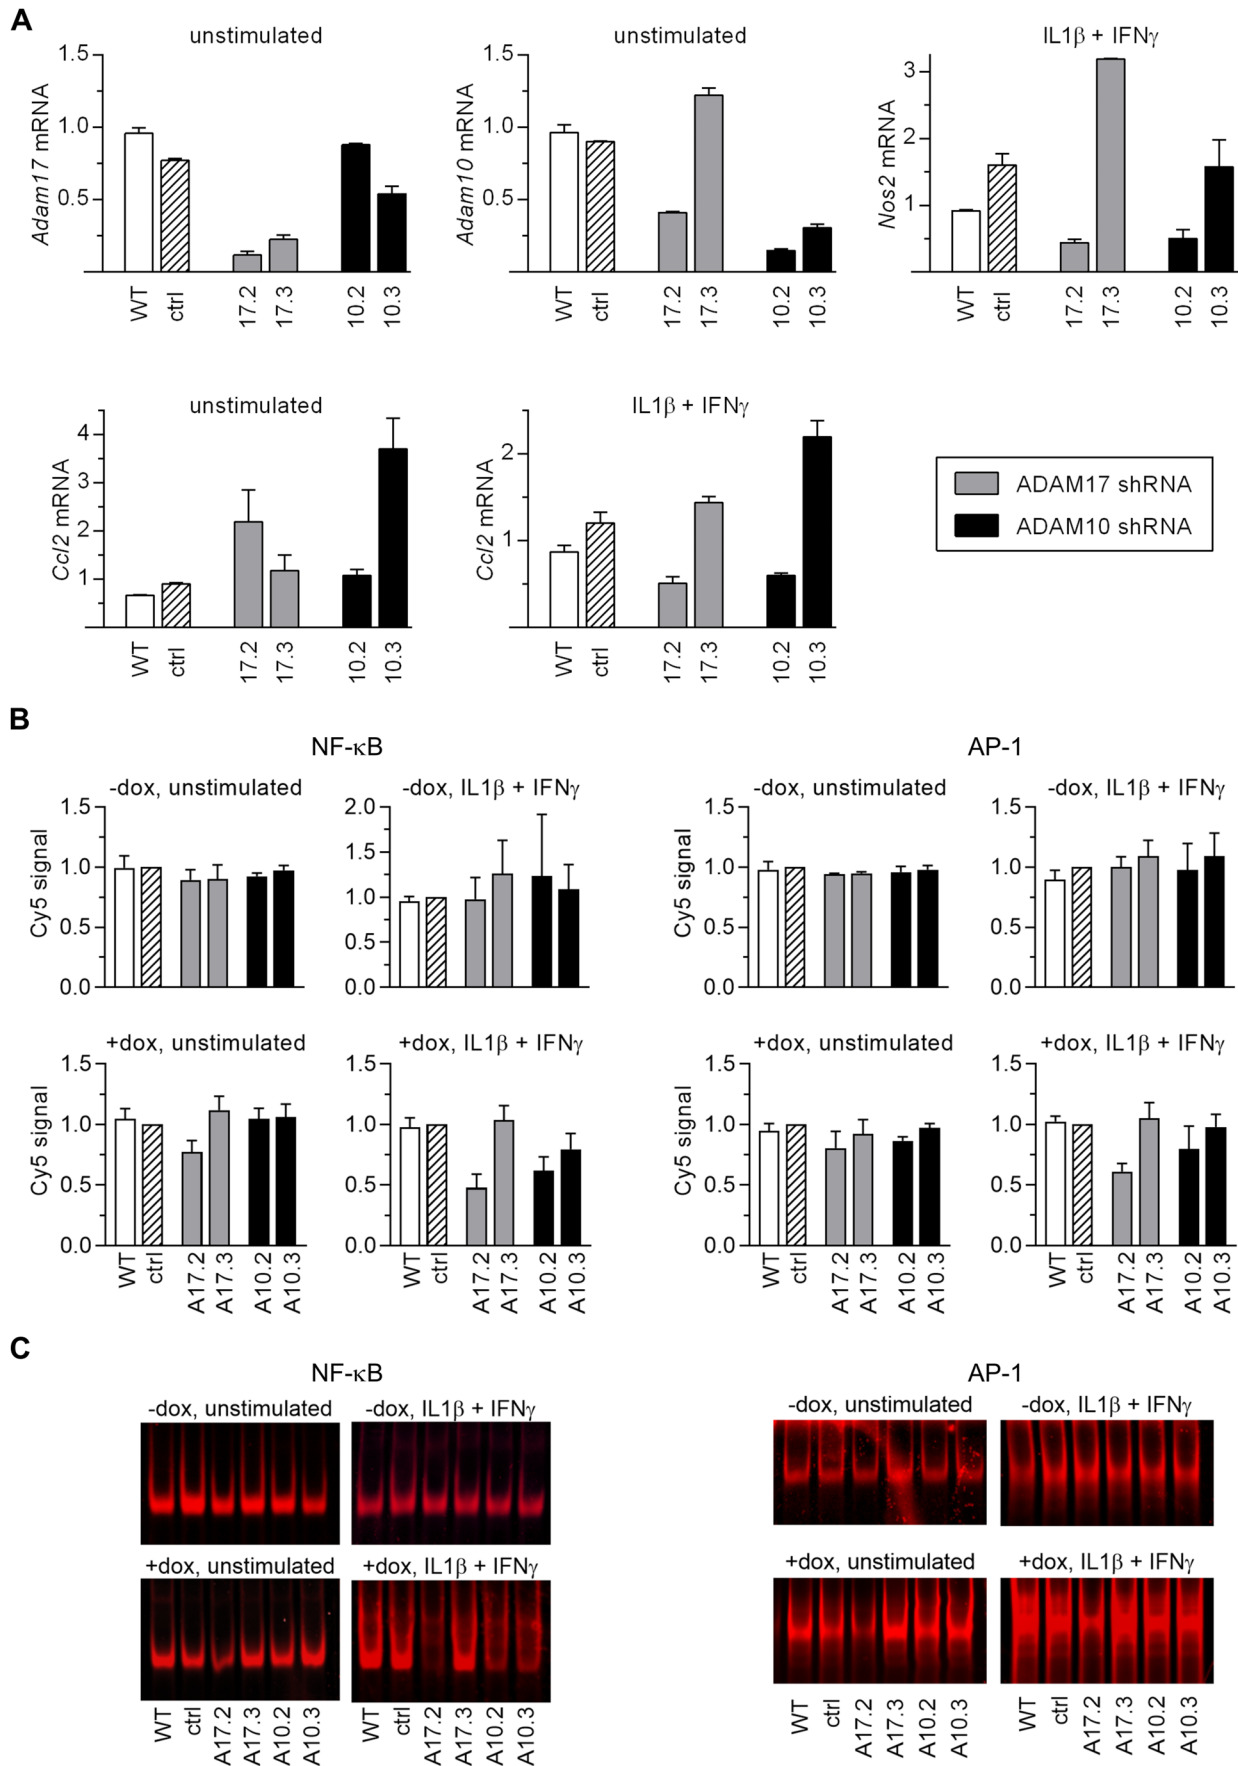 A
unstimulated
unstimulated
IL1β + IFNγ
Adam17 mRNA
1.5
1.0
0.5
WT
ctrl
17.2
17.3
10.2
10.3
Adam10 mRNA
1.5
1.0
0.5
WT
ctrl
17.2
17.3
10.2
10.3
Nos2 mRNA
3
2
1
WT
ctrl
17.2
17.3
10.2
10.3
unstimulated
IL1β + IFNγ
Ccl2 mRNA
4
3
2
1
WT
ctrl
17.2
17.3
10.2
10.3
Ccl2 mRNA
2
1
WT
ctrl
17.2
17.3
10.2
10.3
ADAM17 shRNA
ADAM10 shRNA
B
NF-κB
AP-1
-dox, unstimulated
-dox, IL1β + IFNγ
-dox, unstimulated
-dox, IL1β + IFNγ
Cy5 signal
1.5
1.0
0.5
0.0
2.0
1.5
1.0
0.5
0.0
Cy5 signal
1.5
1.0
0.5
0.0
1.5
1.0
0.5
0.0
+dox, unstimulated
+dox, IL1β + IFNγ
+dox, unstimulated
+dox, IL1β + IFNγ
Cy5 signal
1.5
1.0
0.5
0.0
WT
ctrl
A17.2
A17.3
A10.2
A10.3
1.5
1.0
0.5
0.0
WT
ctrl
A17.2
A17.3
A10.2
A10.3
Cy5 signal
1.5
1.0
0.5
0.0
WT
ctrl
A17.2
A17.3
A10.2
A10.3
1.5
1.0
0.5
0.0
WT
ctrl
A17.2
A17.3
A10.2
A10.3
C
NF-κB
AP-1
-dox, unstimulated
-dox, IL1β + IFNγ
-dox, unstimulated
-dox, IL1β + IFNγ
+dox, unstimulated
+dox, IL1β + IFNγ
+dox, unstimulated
+dox, IL1β + IFNγ
WT
ctrl
A17.2
A17.3
A10.2
A10.3
WT
ctrl
A17.2
A17.3
A10.2
A10.3
WT
ctrl
A17.2
A17.3
A10.2
A10.3
WT
ctrl
A17.2
A17.3
A10.2
A10.3